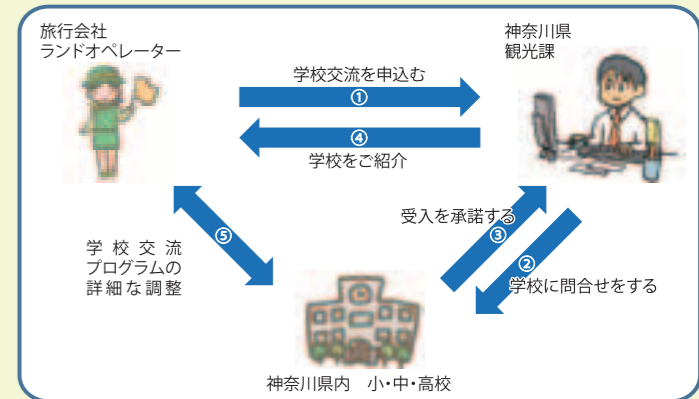 旅行会社
ランドオペレーター
神奈川県
観光課
学校交流を申込む
①
④
学校をご紹介
受入を承諾する
③
②
学校に問合せをする
⑤
学校交流
プログラムの
詳細な調整
神奈川県内　小・中・高校